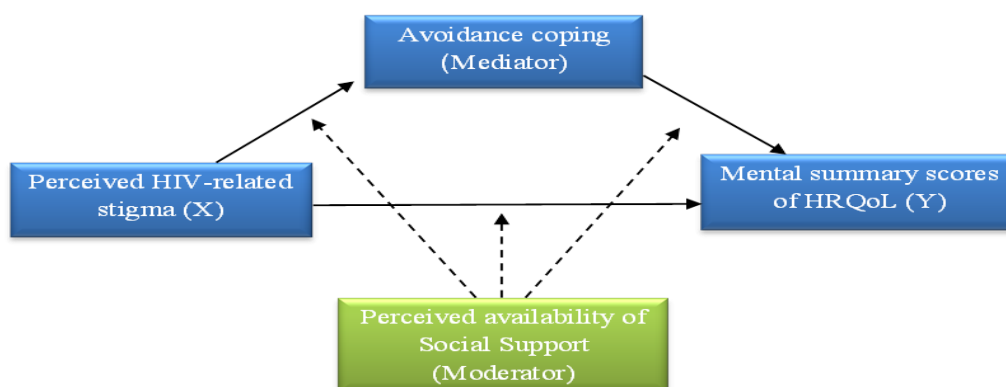 Avoidance coping
(Mediator)
Perceived HIV-related
stigma (X)
Mental summary scores
of HRQoL (Y)
Perceived availability of
Social Support
(Moderator)